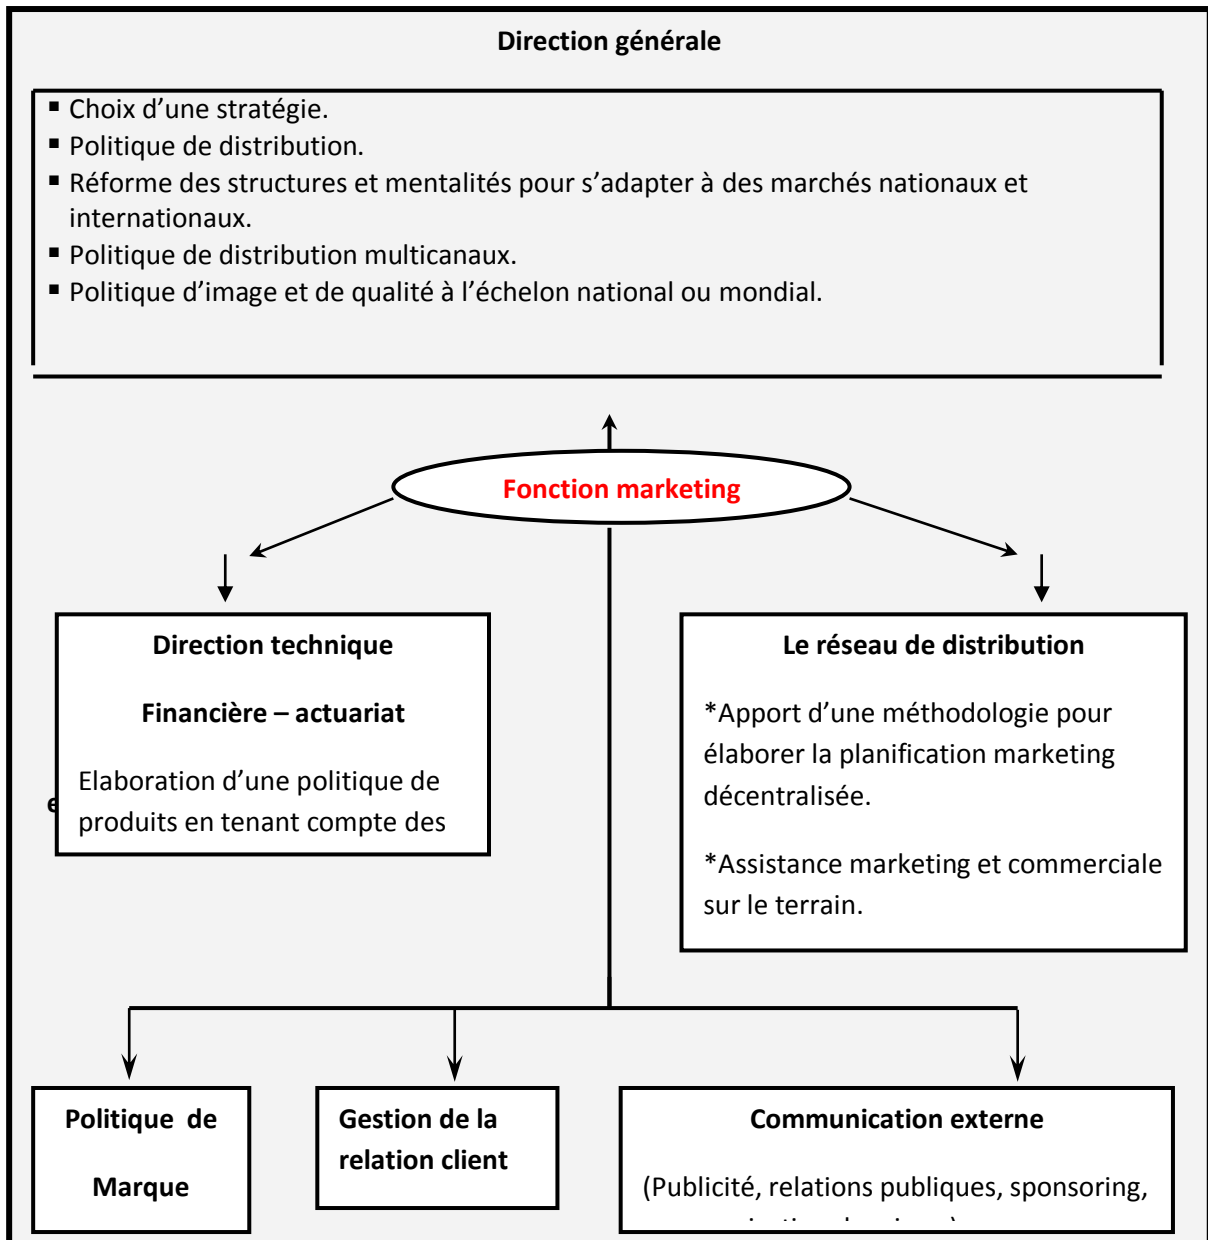 Direction générale
▪ Choix d’une stratégie.
▪ Politique de distribution.
▪ Réforme des structures et mentalités pour s’adapter à des marchés nationaux et
internationaux.
▪ Politique de distribution multicanaux.
▪ Politique d’image et de qualité à l’échelon national ou mondial.
Fonction marketing
Direction technique
Financière – actuariat
Elaboration d’une politique de
produits en tenant compte des
Le réseau de distribution
*Apport d’une méthodologie pour
élaborer la planification marketing
décentralisée.
*Assistance marketing et commerciale
sur le terrain.
Politique de
Marque
Gestion de la
relation client
Communication externe
(Publicité, relations publiques, sponsoring,